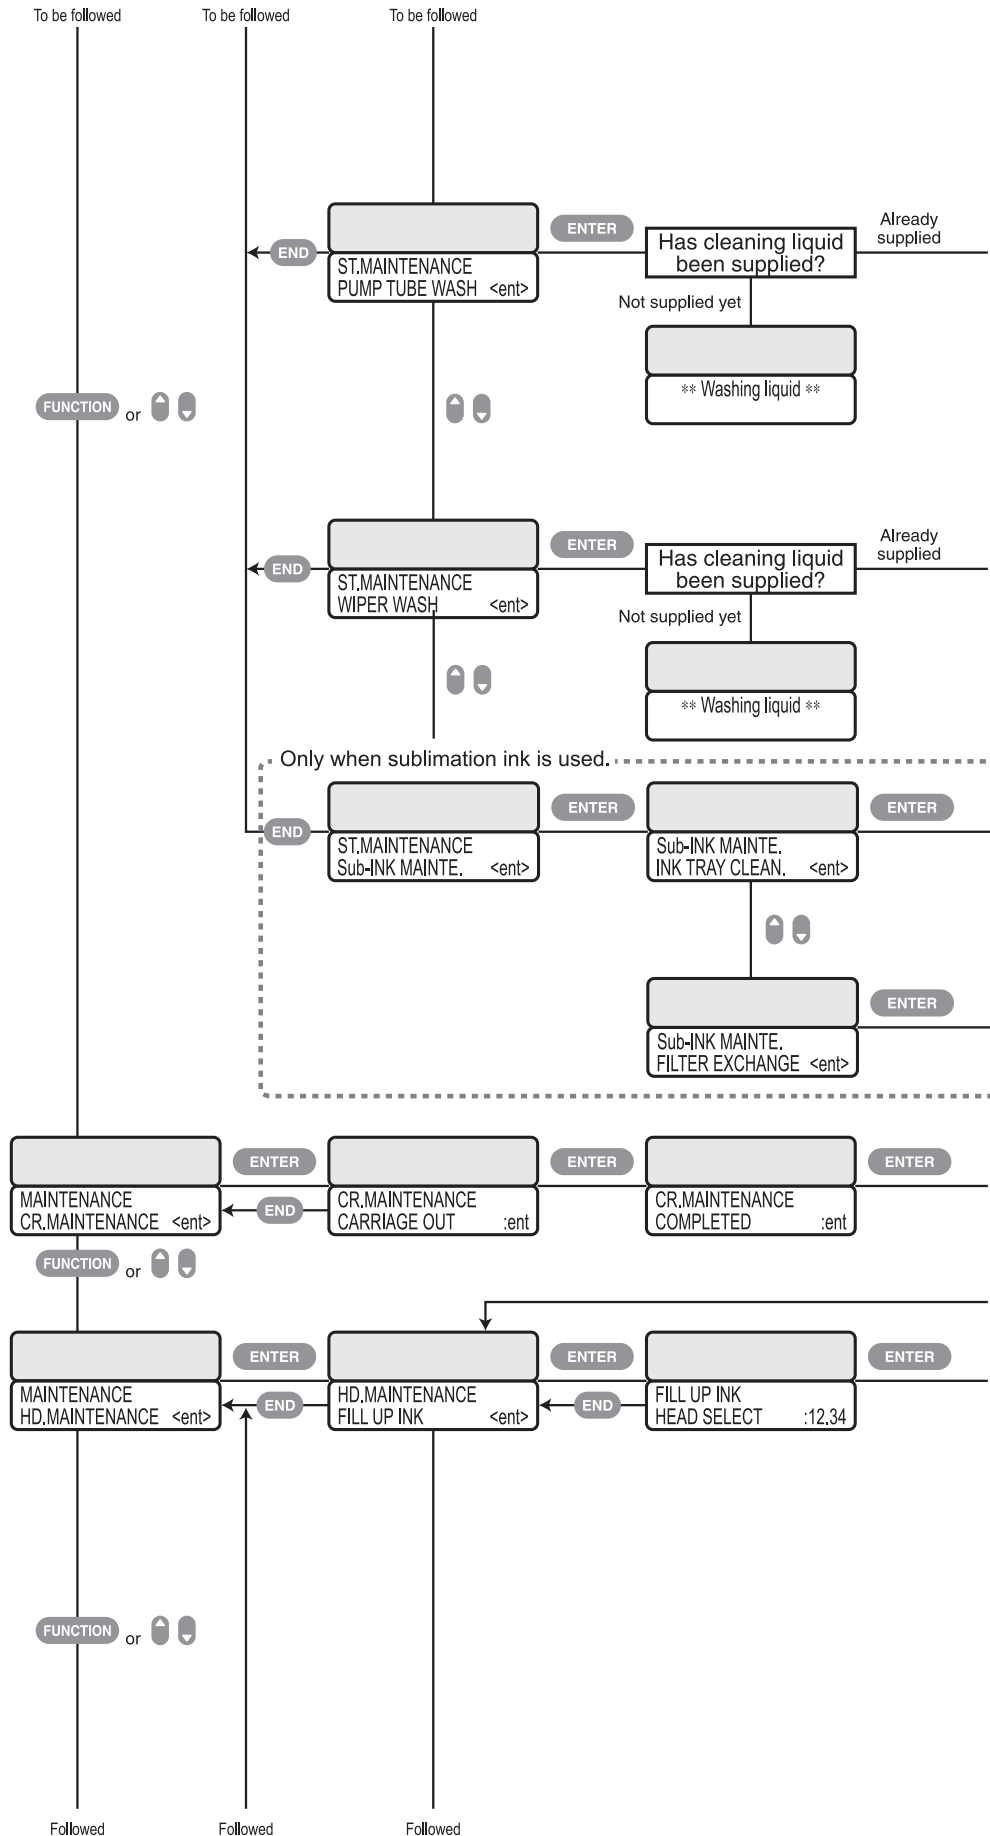 To be followed
To be followed
To be followed
ENTER
Already
supplied
END
Has cleaning liquid
been supplied?
ST.MAINTENANCE
PUMP TUBE WASH <ent>
Not supplied yet
** Washing liquid **
FUNCTION or
ENTER
Already
supplied
END
Has cleaning liquid
been supplied?
ST.MAINTENANCE
WIPER WASH <ent>
Not supplied yet
** Washing liquid **
Only when sublimation ink is used.
ENTER
ENTER
END
ST.MAINTENANCE
Sub-INK MAINTE. <ent>
Sub-INK MAINTE.
INK TRAY CLEAN. <ent>
ENTER
Sub-INK MAINTE.
FILTER EXCHANGE <ent>
ENTER
ENTER
ENTER
MAINTENANCE
CR.MAINTENANCE <ent>
END
CR.MAINTENANCE
CARRIAGE OUT :ent
CR.MAINTENANCE
COMPLETED :ent
FUNCTION or
ENTER
ENTER
ENTER
MAINTENANCE
HD.MAINTENANCE <ent>
END
HD.MAINTENANCE
FILL UP INK <ent>
END
FILL UP INK
HEAD SELECT :12.34
FUNCTION or
Followed
Followed
Followed